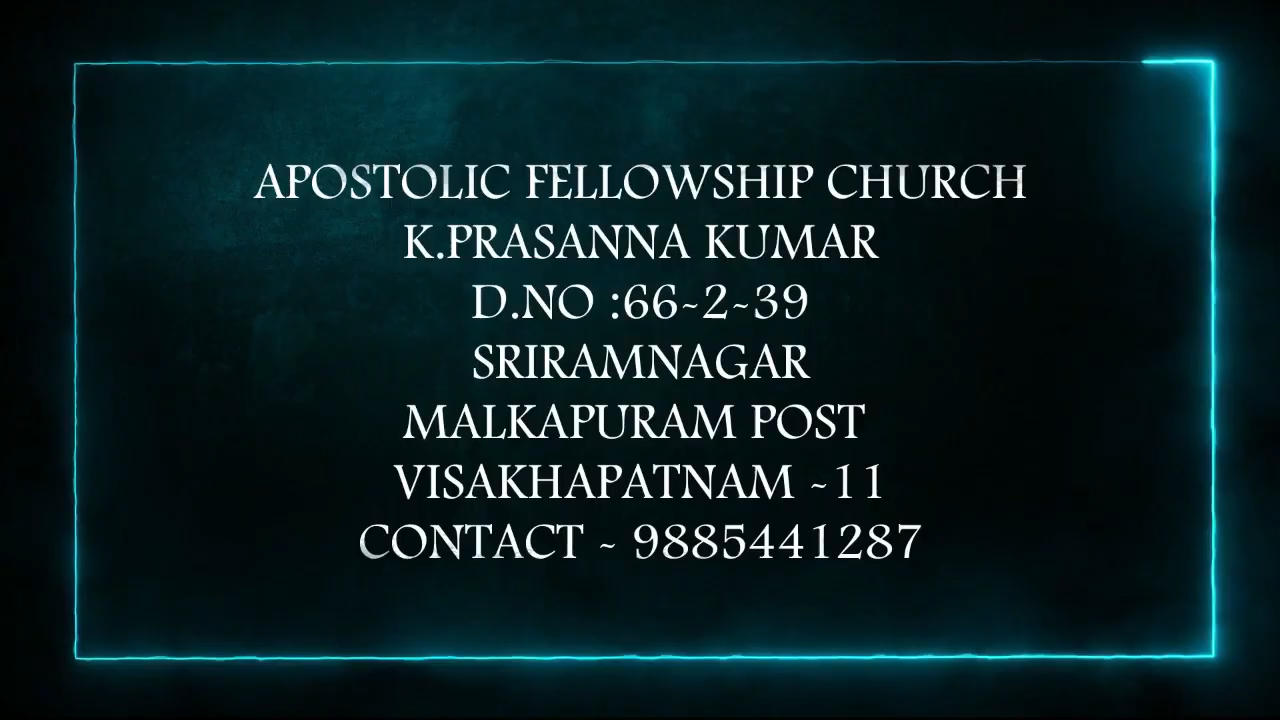 APOSTOLIC FELLOWSHIP CHURCH
K.PRASANNA KUMAR
D.NO :66-2-39
SRIRAMNAGAR
MALKAPURAM POST
VISAKHAPATNAM -11
CONTACT - 9885441287